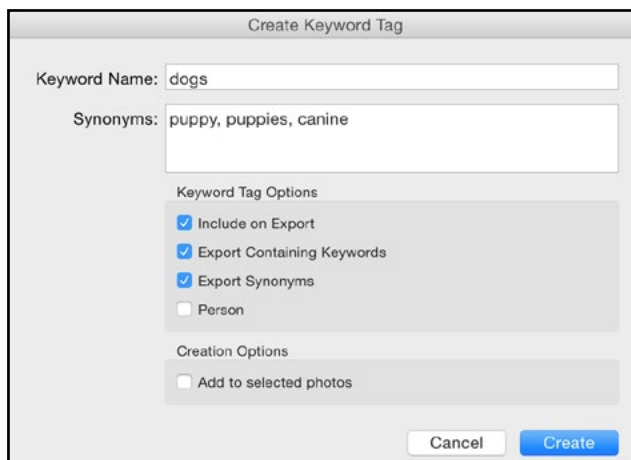 Create Keyword Tag
Keyword Name: dogs
Synonyms: puppy, puppies, canine
Keyword Tag Options
Include on Export
Export Containing Keywords
Export Synonyms
Person
Creation Options
Add to selected photos
Cancel Create